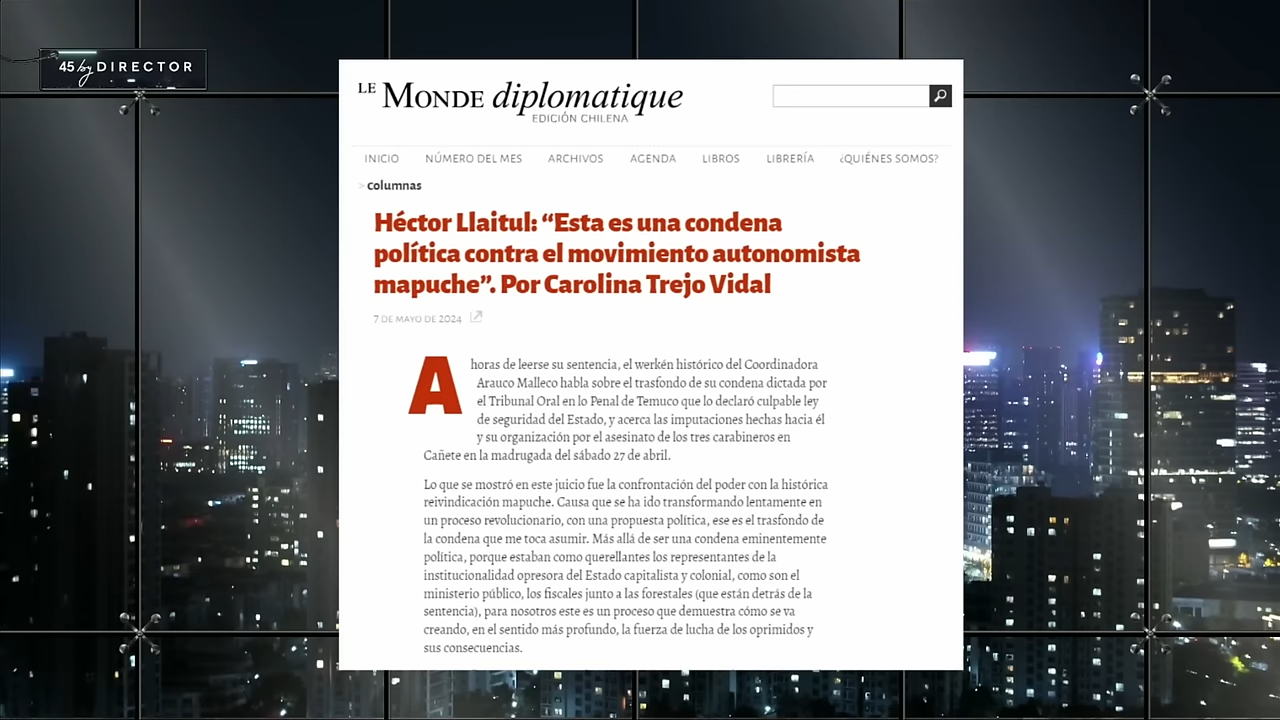 45 by DIRECTOR
LE MONDE diplomatique
EDICIÓN CHILENA
INICIO NÚMERO DEL MES ARCHIVOS AGENDA LIBROS LIBRERÍA ¿QUIÉNES SOMOS?
> columnas
Héctor Llaitul: “Esta es una condena
política contra el movimiento autonomista
mapuche”. Por Carolina Trejo Vidal
7 DE MAYO DE 2024
A horas de leerse su sentencia, el werkén histórico del Coordinadora
Arauco Malleco habla sobre el trasfondo de su condena dictada por
el Tribunal Oral en lo Penal de Temuco que lo declaró culpable ley
de seguridad del Estado, y acerca las imputaciones hechas hacia él
y su organización por el asesinato de los tres carabineros en
Cañete en la madrugada del sábado 27 de abril.
Lo que se mostró en este juicio fue la confrontación del poder con la histórica
reivindicación mapuche. Causa que se ha ido transformando lentamente en
un proceso revolucionario, con una propuesta política, ese es el trasfondo de
la condena que me toca asumir. Más allá de ser una condena eminentemente
política, porque estaban como querellantes los representantes de la
institucionalidad opresora del Estado capitalista y colonial, como son el
ministerio público, los fiscales junto a las forestales (que están detrás de la
sentencia), para nosotros este es un proceso que demuestra cómo se va
creando, en el sentido más profundo, la fuerza de lucha de los oprimidos y
sus consecuencias.